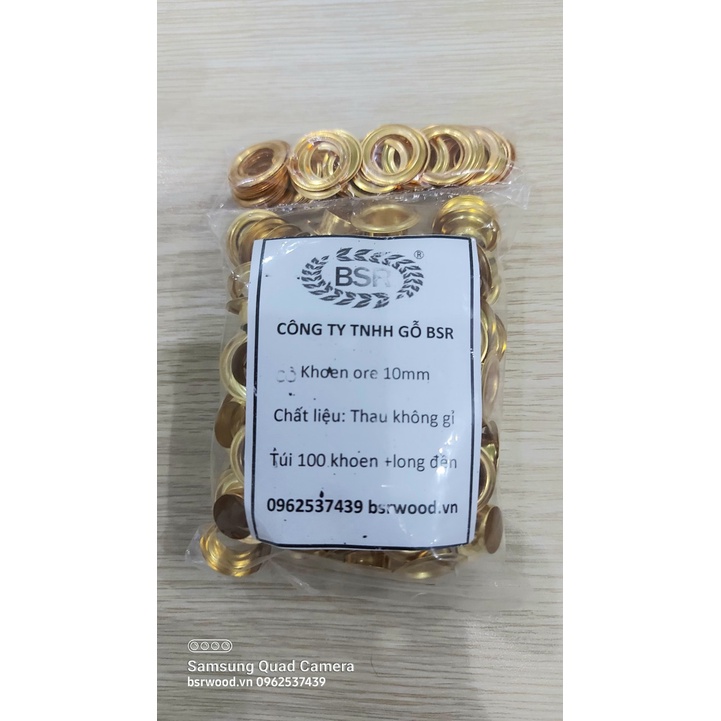 BSR ®
CÔNG TY TNHH GỖ BSR
Khoen ore 10mm
Chất liệu: Thau không gỉ
Túi 100 khoen +long đền
0962537439 bsrwood.vn
Samsung Quad Camera
bsrwood.vn 0962537439